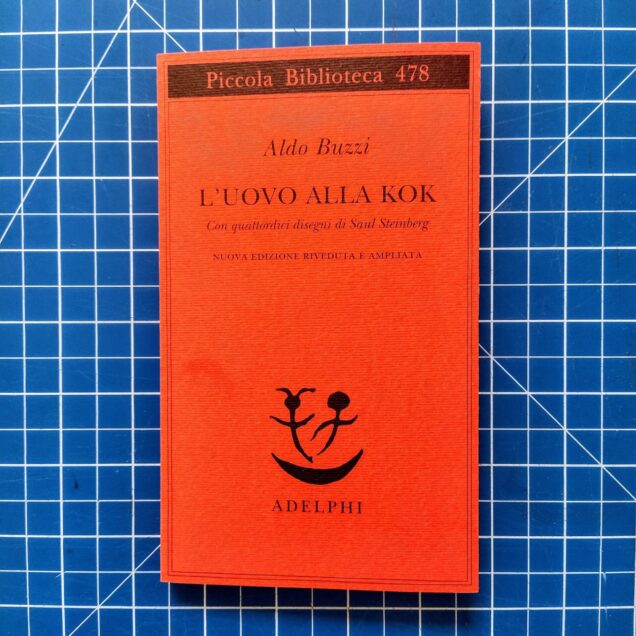 Piccola Biblioteca 478
Aldo Buzzi
L'UOVO ALLA KOK
Con quattordici disegni di Saul Steinberg
NUOVA EDIZIONE RIVEDUTA E AMPLIATA
ADELPHI